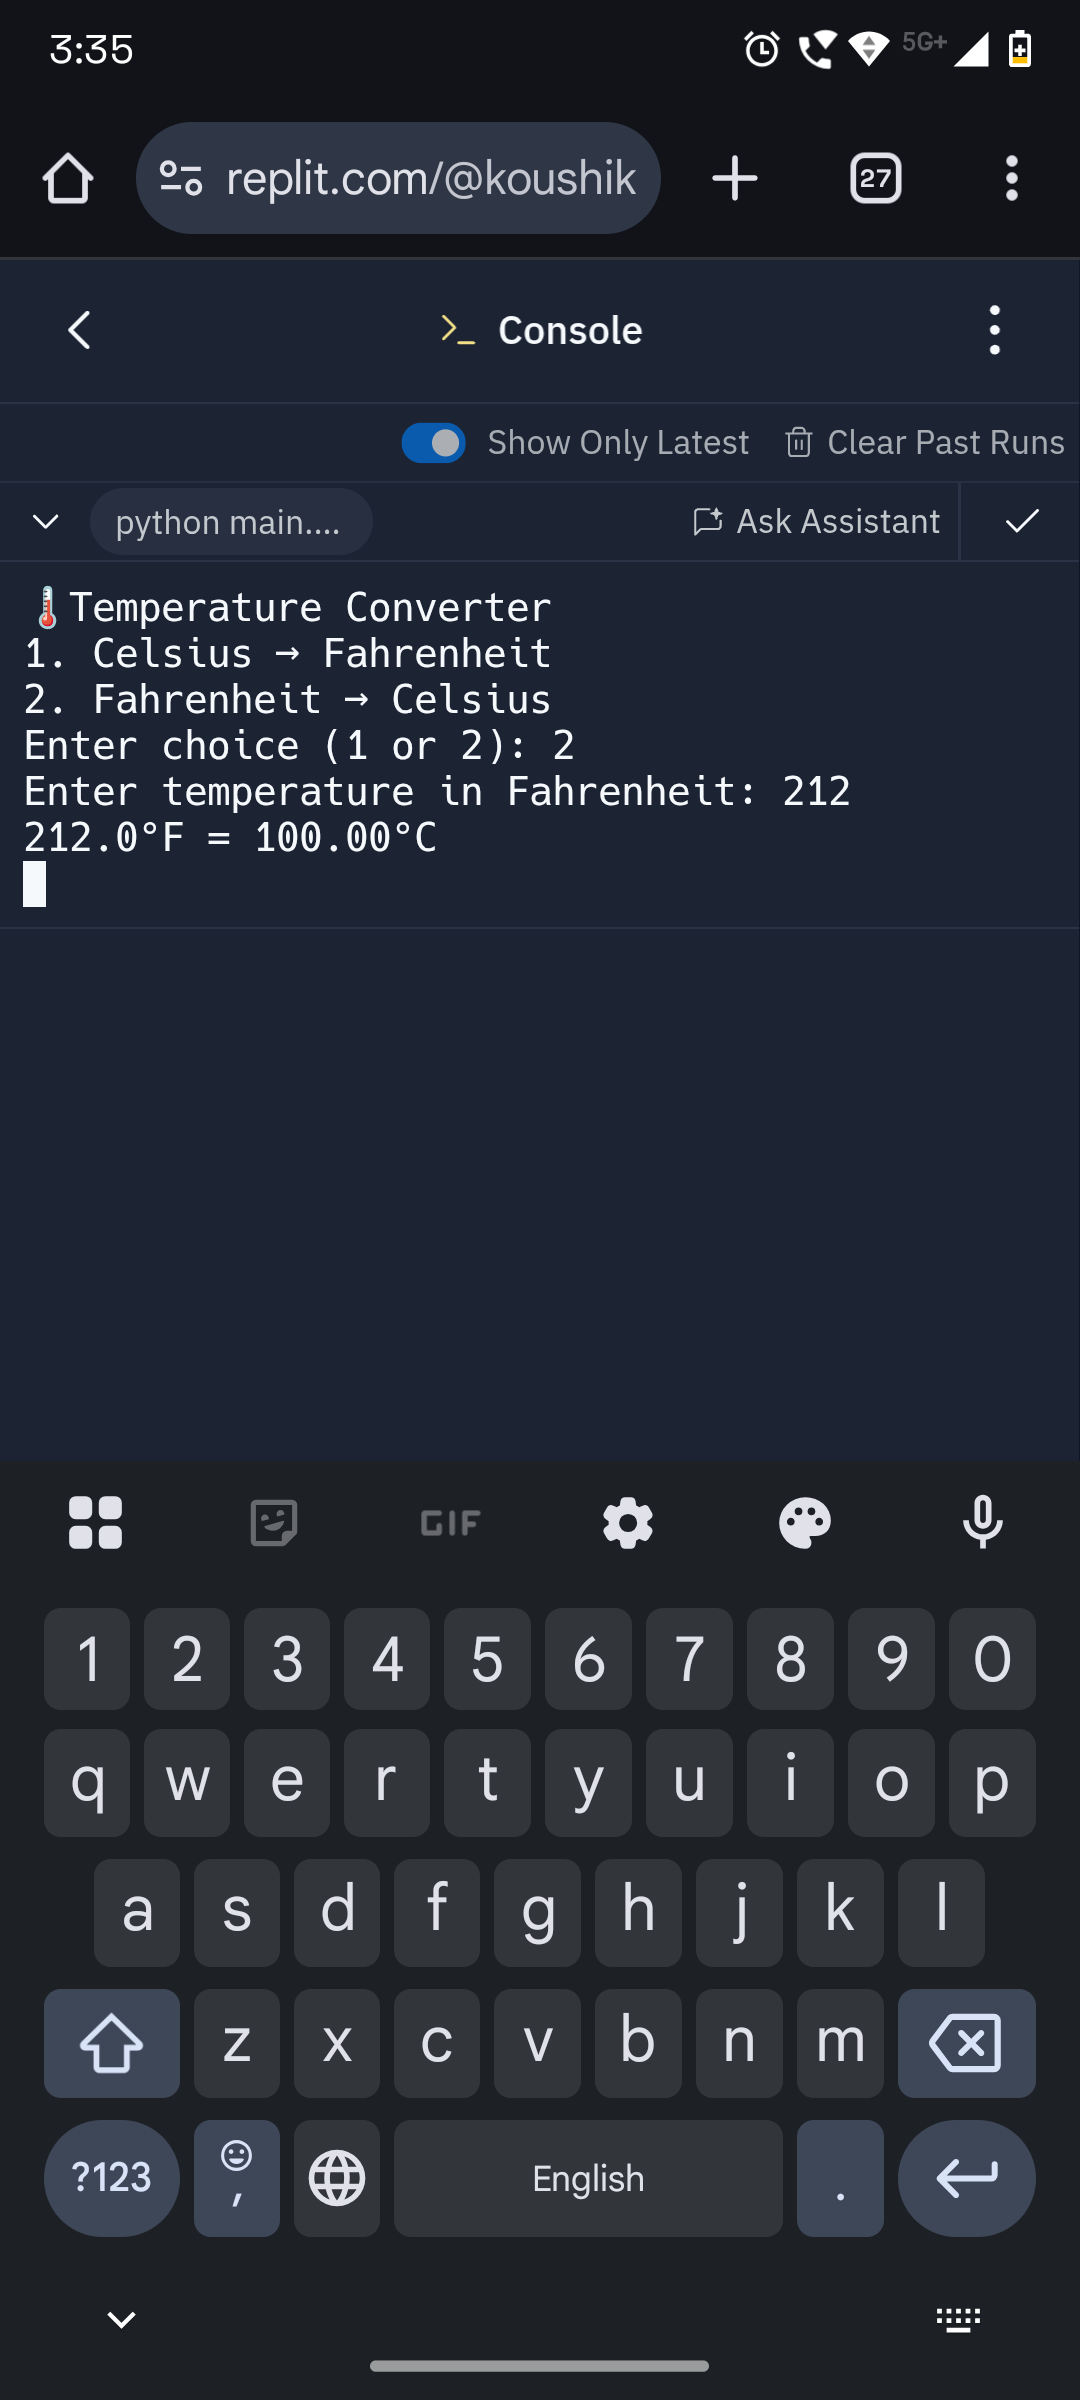 3:35
5G+
replit.com/@koushik
27
>_ Console
Show Only Latest
Clear Past Runs
python main....
Ask Assistant
🌡️Temperature Converter
1. Celsius → Fahrenheit
2. Fahrenheit → Celsius
Enter choice (1 or 2): 2
Enter temperature in Fahrenheit: 212
212.0°F = 100.00°C
GIF
1 2 3 4 5 6 7 8 9 0
q w e r t y u i o p
a s d f g h j k l
z x c v b n m
?123 , English .